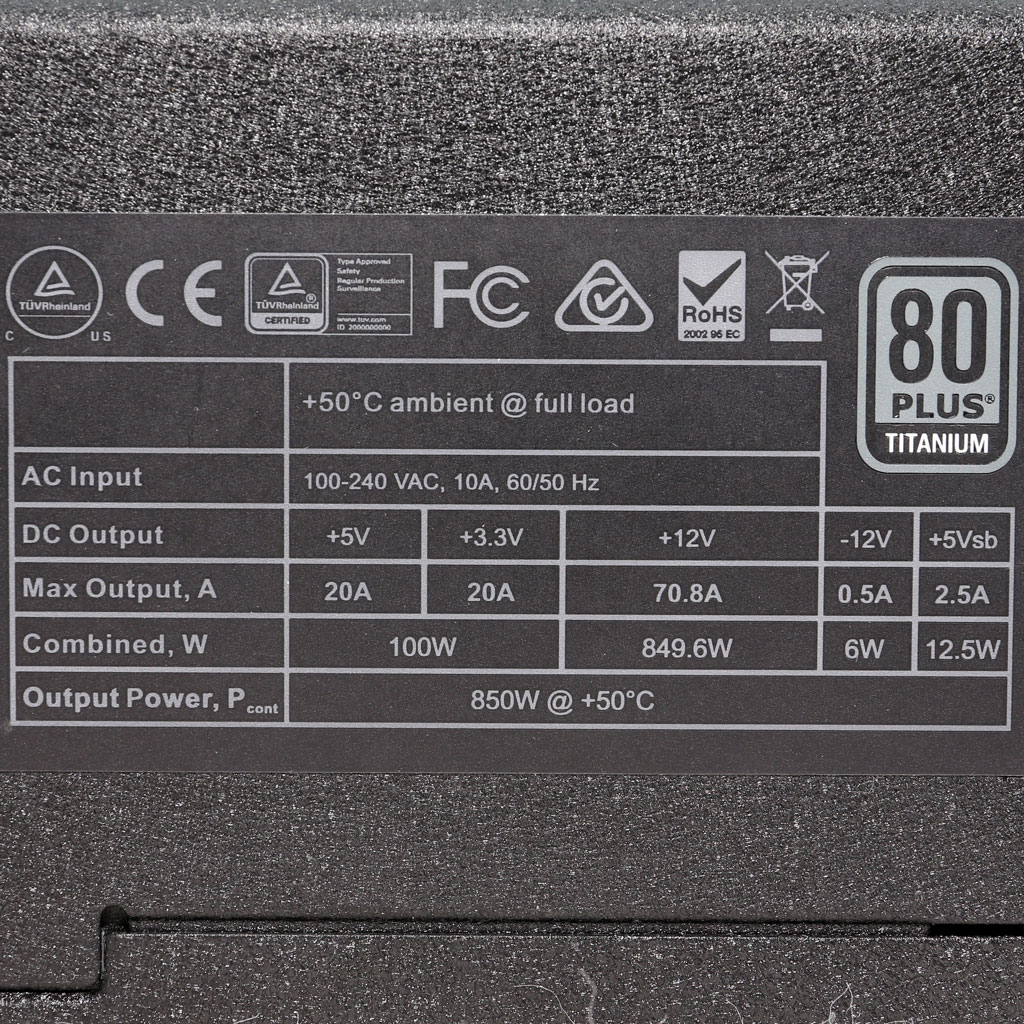 TÜVRheinland
C US
CE
TÜVRheinland®
CERTIFIED
Type Approved
Safety
Regular Production
Surveillance
www.tuv.com
ID 2000000000
FC
RoHS
2002 95 EC
80
PLUS®
TITANIUM
+50°C ambient @ full load
AC Input 100-240 VAC, 10A, 60/50 Hz
DC Output +5V +3.3V +12V -12V +5Vsb
Max Output, A 20A 20A 70.8A 0.5A 2.5A
Combined, W 100W 849.6W 6W 12.5W
Output Power, Pcont 850W @ +50°C